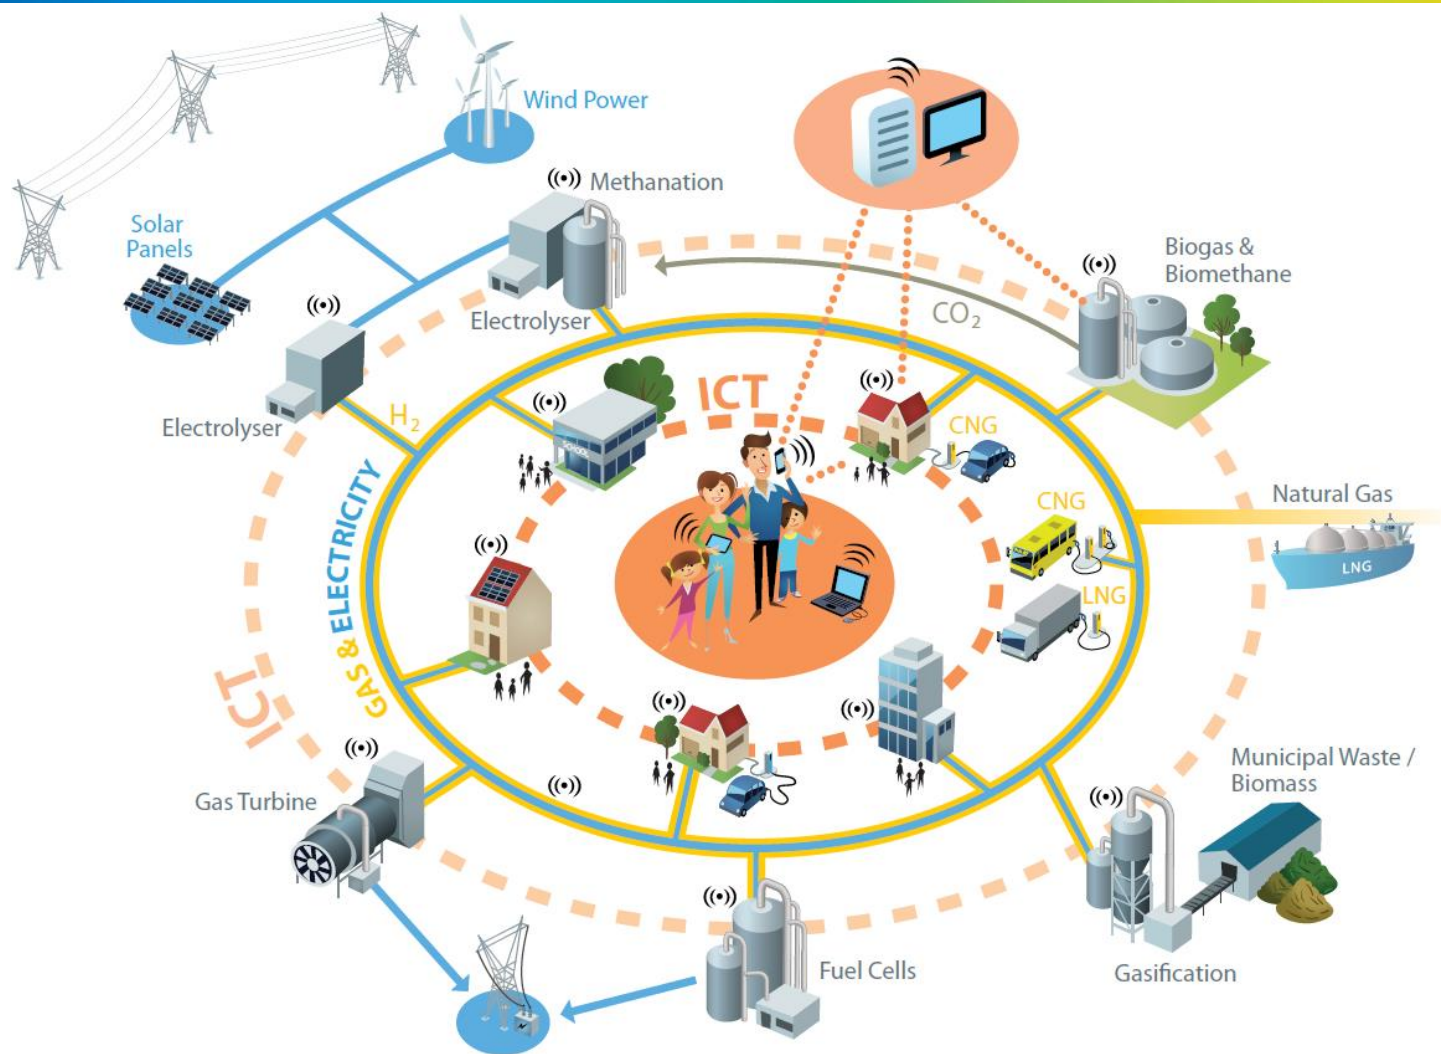 Wind Power
Methanation
Solar
Panels
Biogas &
Biomethane
Electrolyser
CO₂
ICT
H₂
Electrolyser
CNG
SCHOOL
GAS & ELECTRICITY
CNG
Natural Gas
LNG
LNG
ICT
Municipal Waste /
Biomass
Gas Turbine
Fuel Cells
Gasification